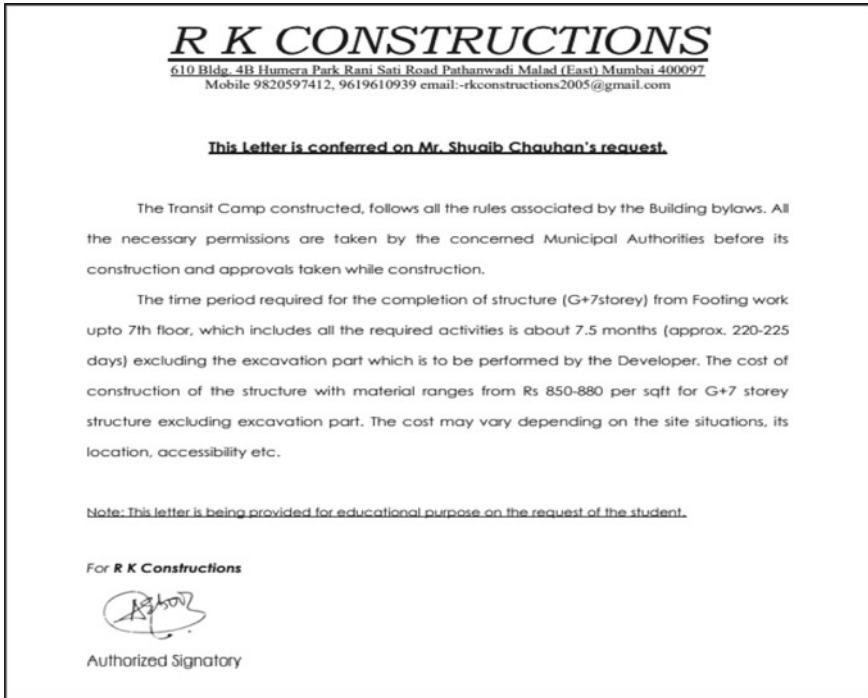 R K CONSTRUCTIONS
610 Bldg. 4B Humera Park Rani Sati Road Pathanwadi Malad (East) Mumbai 400097
Mobile 9820597412, 9619610939 email:-rkconstructions2005@gmail.com
This Letter is conferred on Mr. Shuaib Chauhan's request.
The Transit Camp constructed, follows all the rules associated by the Building bylaws. All
the necessary permissions are taken by the concerned Municipal Authorities before its
construction and approvals taken while construction.
The time period required for the completion of structure (G+7storey) from Footing work
upto 7th floor, which includes all the required activities is about 7.5 months (approx. 220-225
days) excluding the excavation part which is to be performed by the Developer. The cost of
construction of the structure with material ranges from Rs 850-880 per sqft for G+7 storey
structure excluding excavation part. The cost may vary depending on the site situations, its
location, accessibility etc.
Note: This letter is being provided for educational purpose on the request of the student.
For R K Constructions
Authorized Signatory